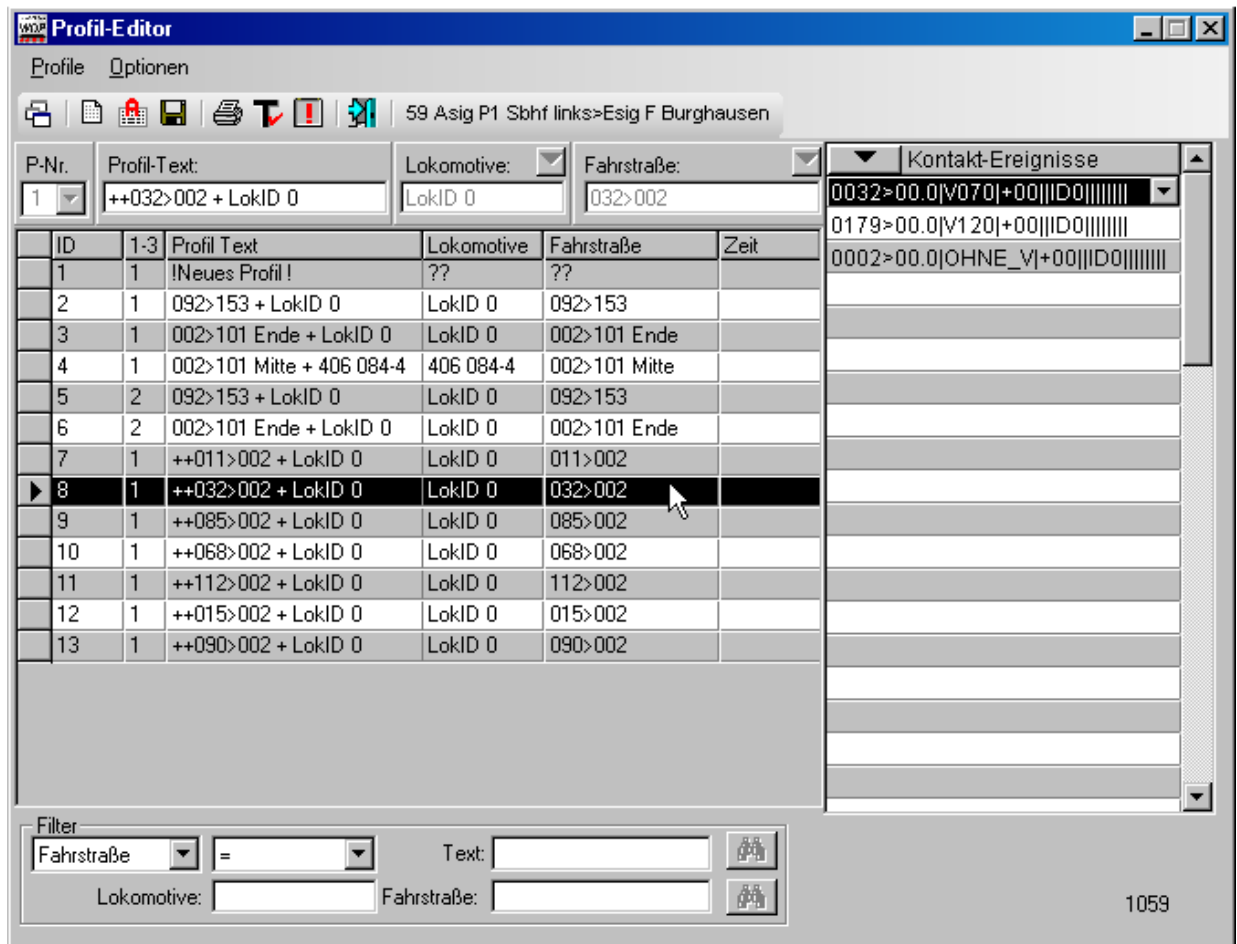 WDP Profil-Editor
Profile Optionen
59 Asig P1 Sbhf links>Esig F Burghausen
P-Nr. Profil-Text: Lokomotive: Fahrstraße: Kontakt-Ereignisse
1 ++032>002 + LokID 0 LokID 0 032>002 0032>00.0|V070|+00||ID0||||||||
0179>00.0|V120|+00||ID0||||||||
ID 1-3 Profil Text Lokomotive Fahrstraße Zeit
0002>00.0|OHNE_V|+00||ID0||||||||
1 1 !Neues Profil ! ?? ??
2 1 092>153 + LokID 0 LokID 0 092>153
3 1 002>101 Ende + LokID 0 LokID 0 002>101 Ende
4 1 002>101 Mitte + 406 084-4 406 084-4 002>101 Mitte
5 2 092>153 + LokID 0 LokID 0 092>153
6 2 002>101 Ende + LokID 0 LokID 0 002>101 Ende
7 1 ++011>002 + LokID 0 LokID 0 011>002
8 1 ++032>002 + LokID 0 LokID 0 032>002
9 1 ++085>002 + LokID 0 LokID 0 085>002
10 1 ++068>002 + LokID 0 LokID 0 068>002
11 1 ++112>002 + LokID 0 LokID 0 112>002
12 1 ++015>002 + LokID 0 LokID 0 015>002
13 1 ++090>002 + LokID 0 LokID 0 090>002
Filter
Fahrstraße = Text:
Lokomotive: Fahrstraße:
1059